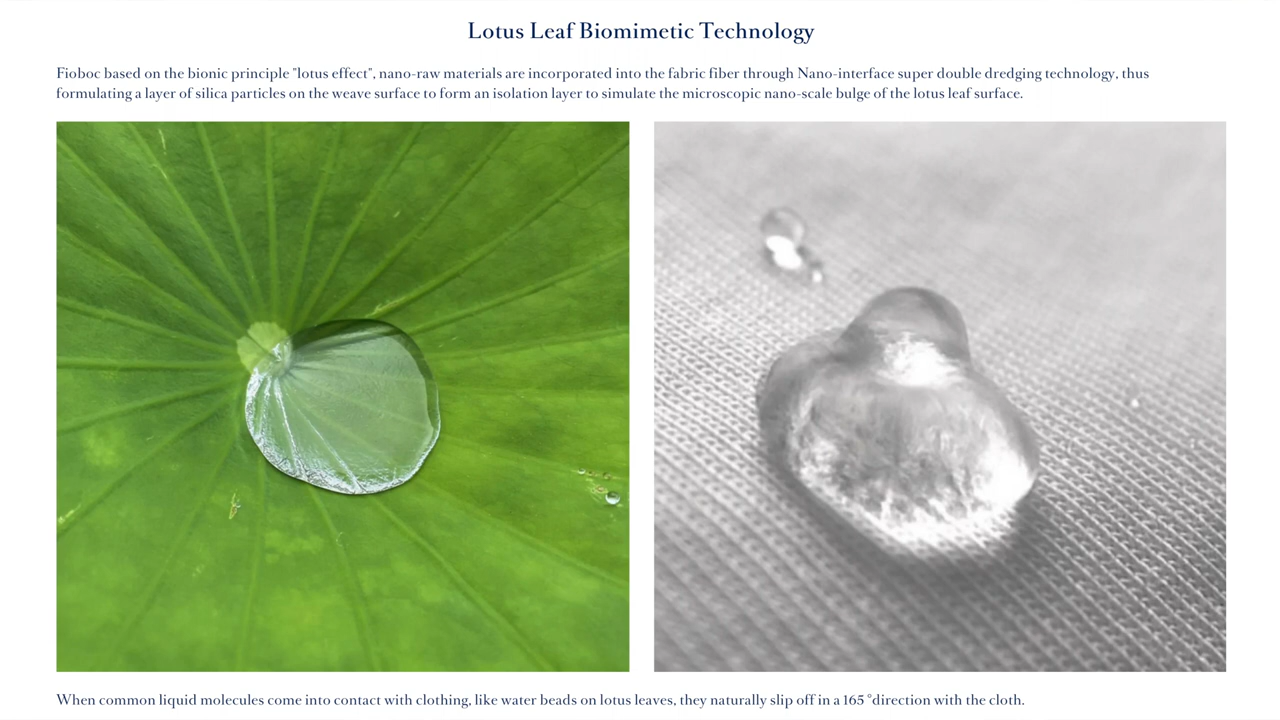 Lotus Leaf Biomimetic Technology
Fioboc based on the bionic principle "lotus effect", nano-raw materials are incorporated into the fabric fiber through Nano-interface super double dredging technology, thus
formulating a layer of silica particles on the weave surface to form an isolation layer to simulate the microscopic nano-scale bulge of the lotus leaf surface.
When common liquid molecules come into contact with clothing, like water beads on lotus leaves, they naturally slip off in a 165 °direction with the cloth.